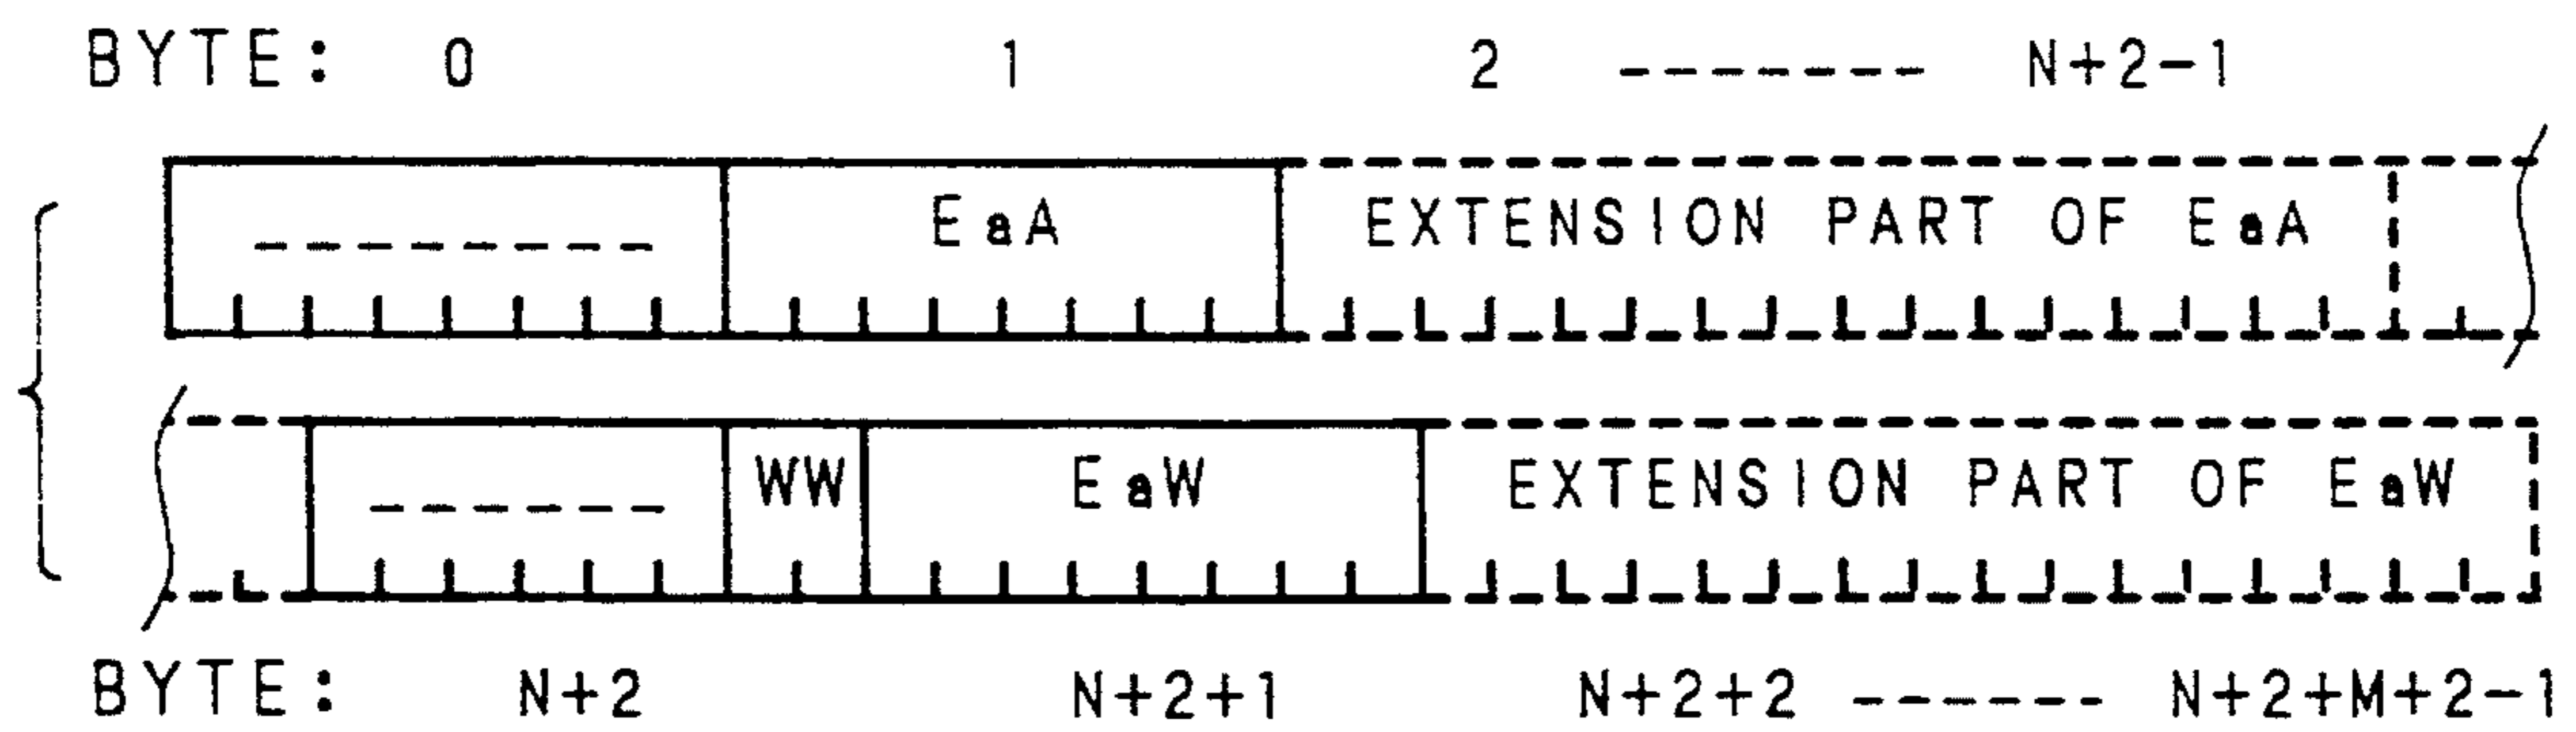 BYTE: 0 1 2 ------- N+2-1
-------- EaA EXTENSION PART OF EaA
------ WW EaW EXTENSION PART OF EaW
BYTE: N+2 N+2+1 N+2+2 ------ N+2+M+2-1